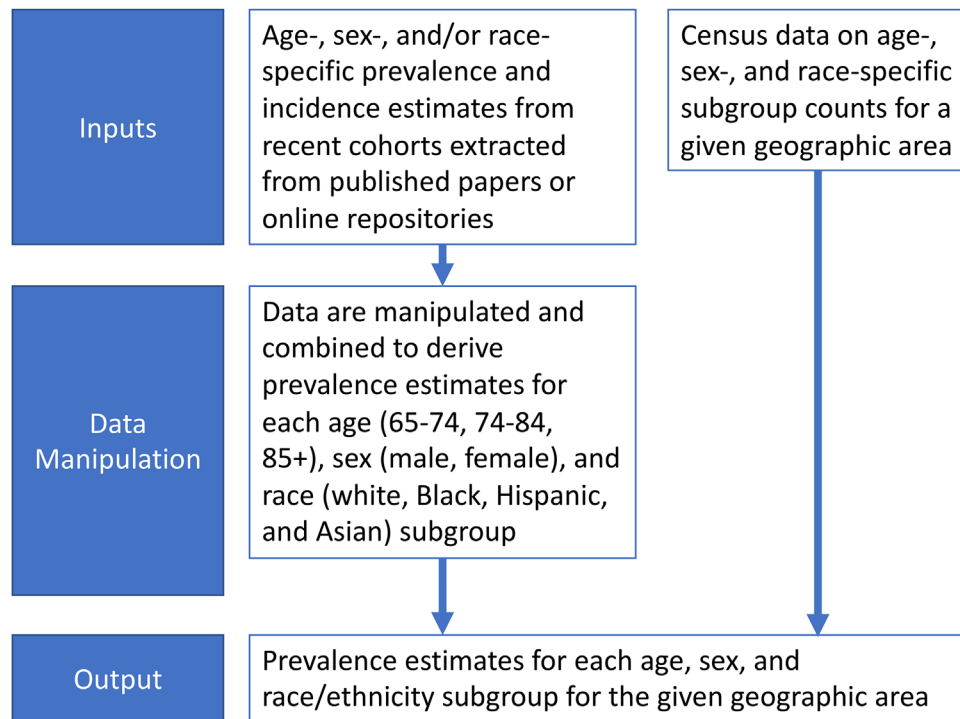 Inputs
Age-, sex-, and/or race-
specific prevalence and
incidence estimates from
recent cohorts extracted
from published papers or
online repositories
Census data on age-,
sex-, and race-specific
subgroup counts for a
given geographic area
Data
Manipulation
Data are manipulated and
combined to derive
prevalence estimates for
each age (65-74, 74-84,
85+), sex (male, female), and
race (white, Black, Hispanic,
and Asian) subgroup
Output
Prevalence estimates for each age, sex, and
race/ethnicity subgroup for the given geographic area